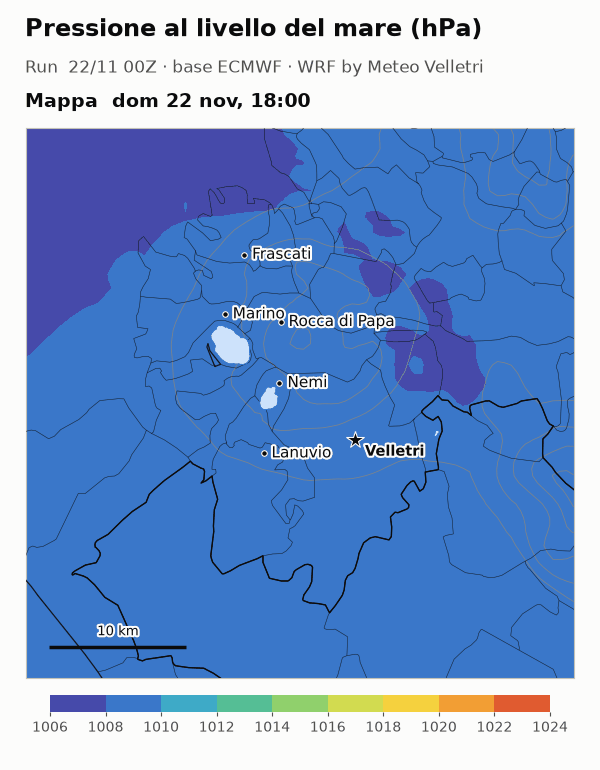 Pressione al livello del mare (hPa)
Run  22/11 00Z · base ECMWF · WRF by Meteo Velletri
Mappa  dom 22 nov, 18:00
Frascati
Marino
Rocca di Papa
Nemi
Velletri
Lanuvio
10 km
1006 1008 1010 1012 1014 1016 1018 1020 1022 1024